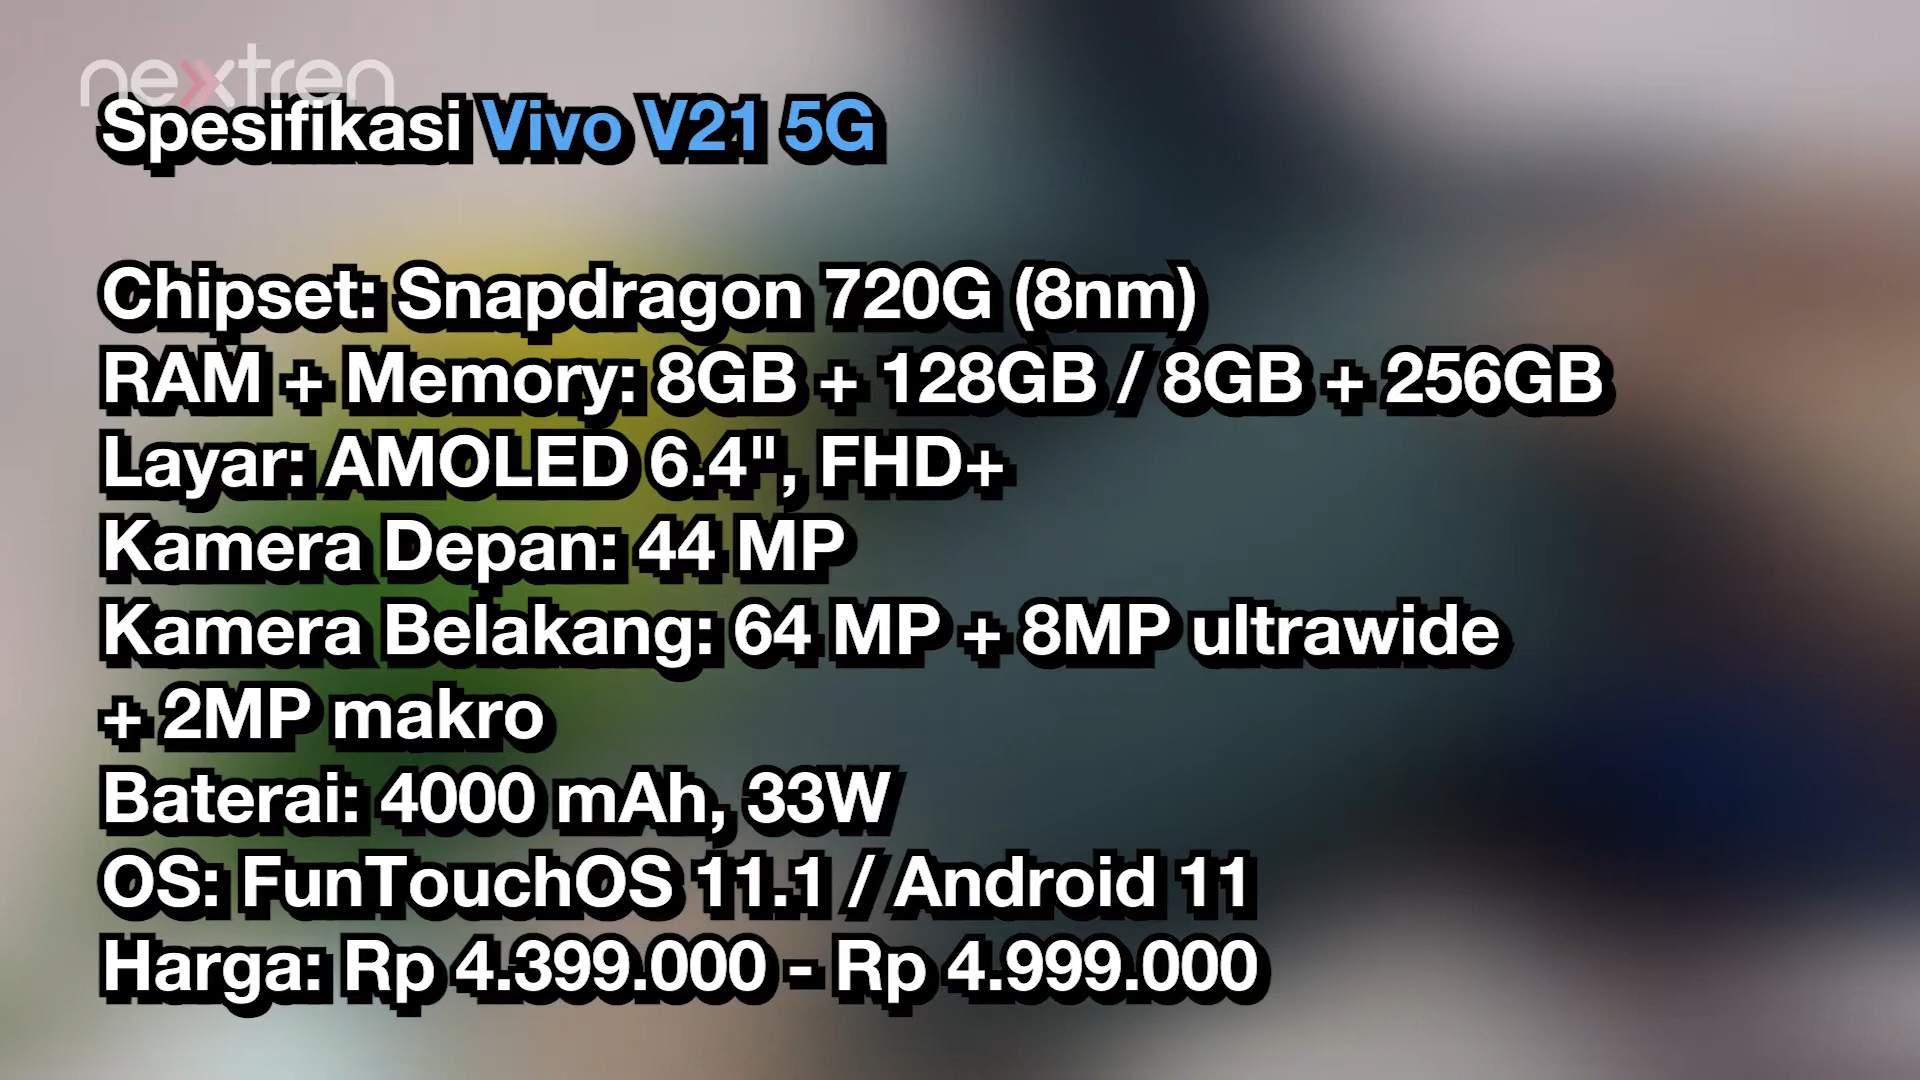 nextren
Spesifikasi Vivo V21 5G
Chipset: Snapdragon 720G (8nm)
RAM + Memory: 8GB + 128GB / 8GB + 256GB
Layar: AMOLED 6.4", FHD+
Kamera Depan: 44 MP
Kamera Belakang: 64 MP + 8MP ultrawide
+ 2MP makro
Baterai: 4000 mAh, 33W
OS: FunTouchOS 11.1 / Android 11
Harga: Rp 4.399.000 - Rp 4.999.000